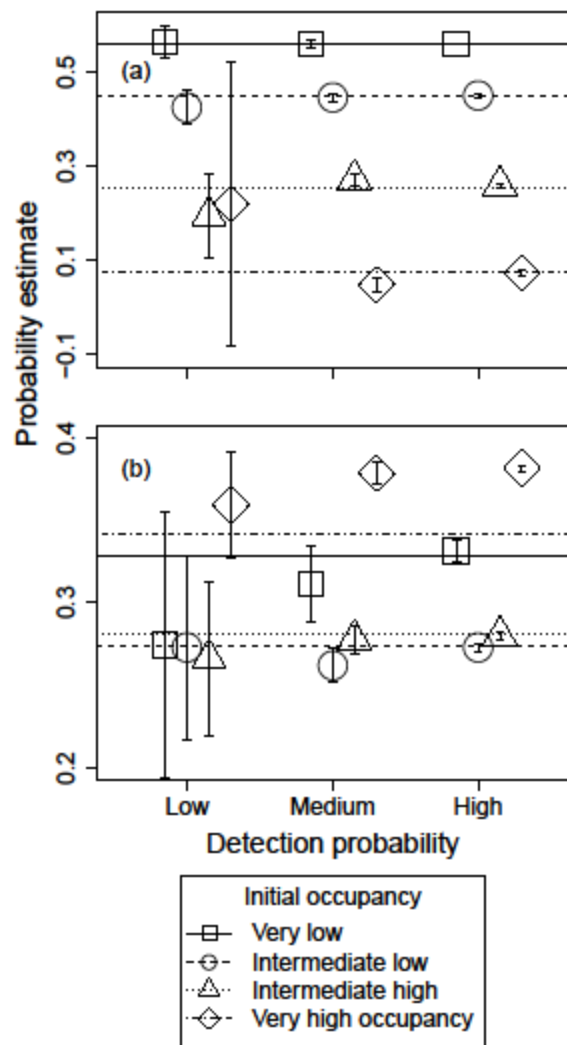 (a)
0.5
0.3
0.1
−0.1
Probability estimate
(b)
0.4
0.3
0.2
Low Medium High
Detection probability
Initial occupancy
Very low
Intermediate low
Intermediate high
Very high occupancy